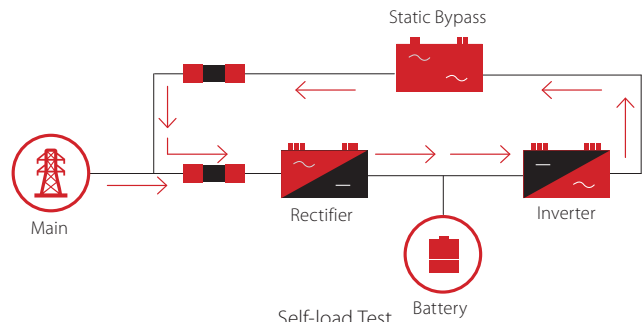 Static Bypass
Main
Rectifier
Inverter
Battery
Self-load Test